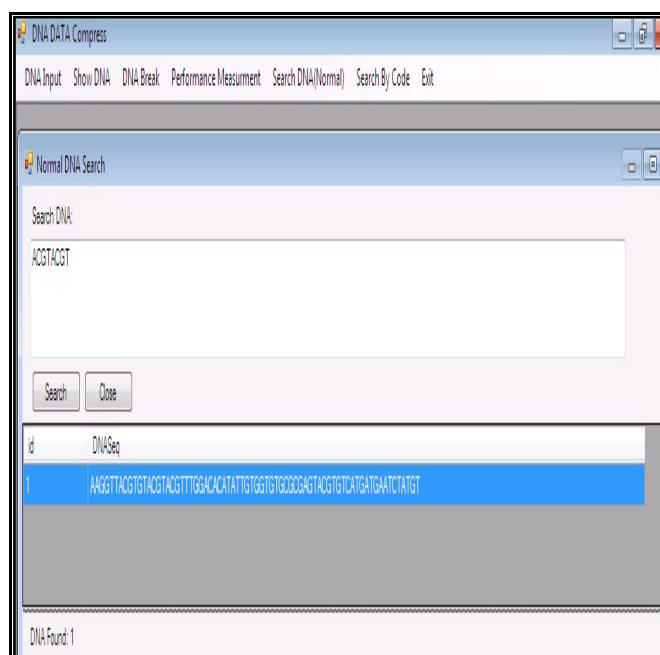 DNA DATA Compress
DNA Input Show DNA DNA Break Performance Measurment Search DNA(Normal) Search By Code Exit
Normal DNA Search
Search DNA:
ACGTACGT
Search Close
id DNASeq
1 AAGGTTACGTGTACGTACGTTTGGACACATATTGTGGTGTGCGCGAGTACGTGTCATGATGAATCTATGT
DNA Found: 1